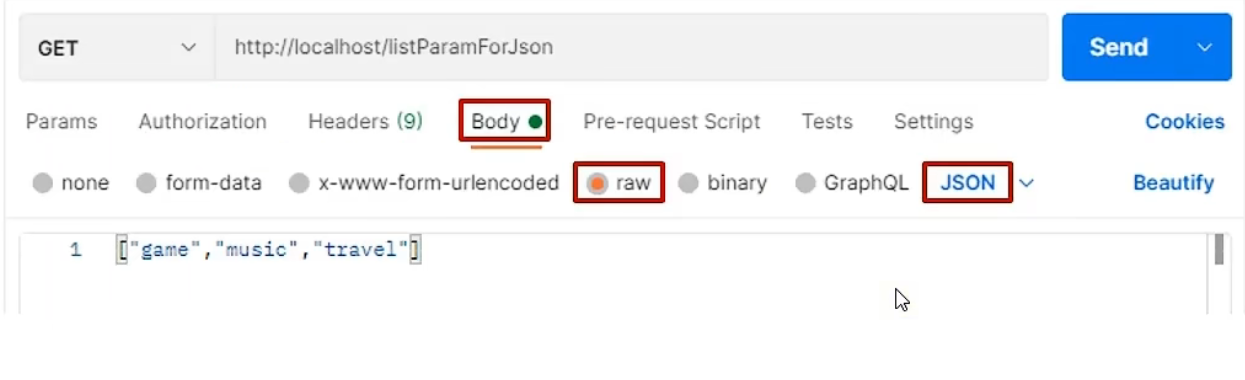 GET http://localhost/listParamForJson Send
Params Authorization Headers (9) Body Pre-request Script Tests Settings Cookies
none form-data x-www-form-urlencoded raw binary GraphQL JSON Beautify
1 ["game","music","travel"]